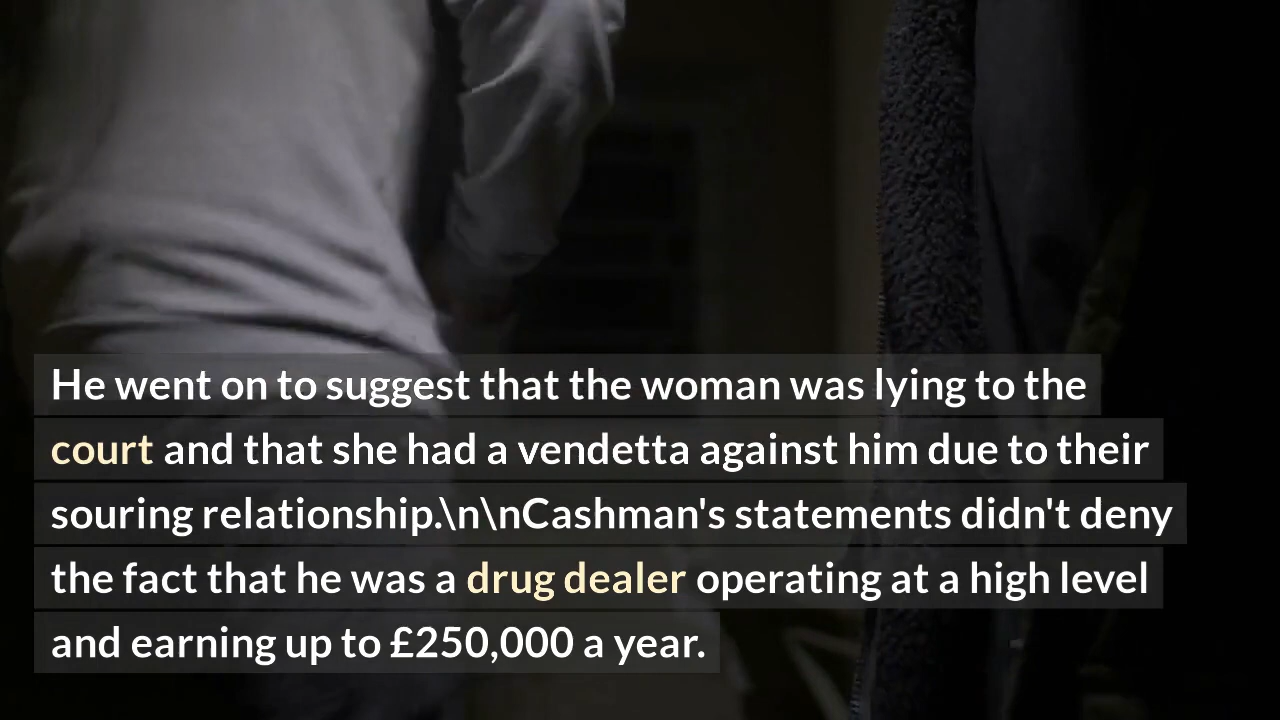 He went on to suggest that the woman was lying to the
court and that she had a vendetta against him due to their
souring relationship.\n\nCashman's statements didn't deny
the fact that he was a drug dealer operating at a high level
and earning up to £250,000 a year.